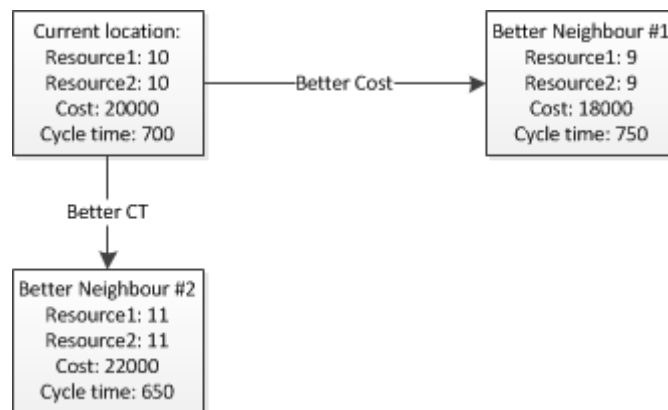 Current location:
Resource1: 10
Resource2: 10
Cost: 20000
Cycle time: 700
Better Cost
Better Neighbour #1
Resource1: 9
Resource2: 9
Cost: 18000
Cycle time: 750
Better CT
Better Neighbour #2
Resource1: 11
Resource2: 11
Cost: 22000
Cycle time: 650